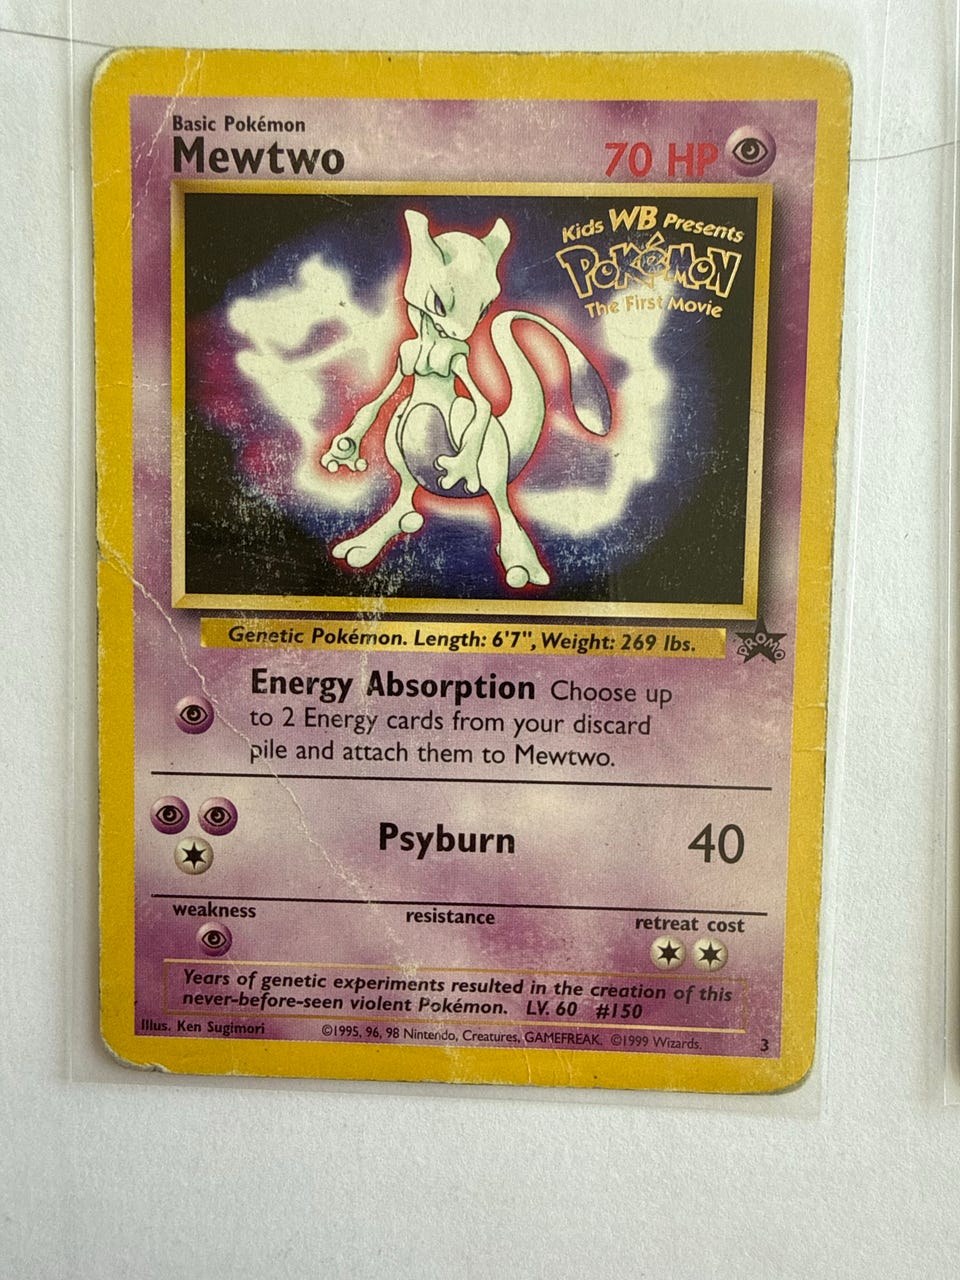 Basic Pokémon
Mewtwo
70 HP
Kids WB Presents
POKéMON
The First Movie
Genetic Pokémon. Length: 6'7", Weight: 269 lbs.
PROMO
Energy Absorption Choose up
to 2 Energy cards from your discard
pile and attach them to Mewtwo.
Psyburn 40
weakness resistance retreat cost
Years of genetic experiments resulted in the creation of this
never-before-seen violent Pokémon. LV. 60 #150
Illus. Ken Sugimori ©1995, 96, 98 Nintendo, Creatures, GAMEFREAK. ©1999 Wizards. 3